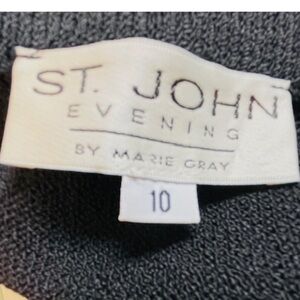 ST. JOHN
EVENING
BY MARIE GRAY
10